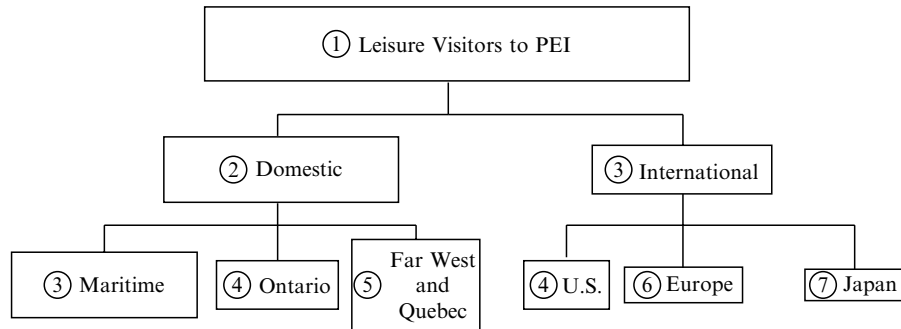 ① Leisure Visitors to PEI
② Domestic
③ International
③ Maritime
④ Ontario
⑤ Far West
and
Quebec
④ U.S.
⑥ Europe
⑦ Japan